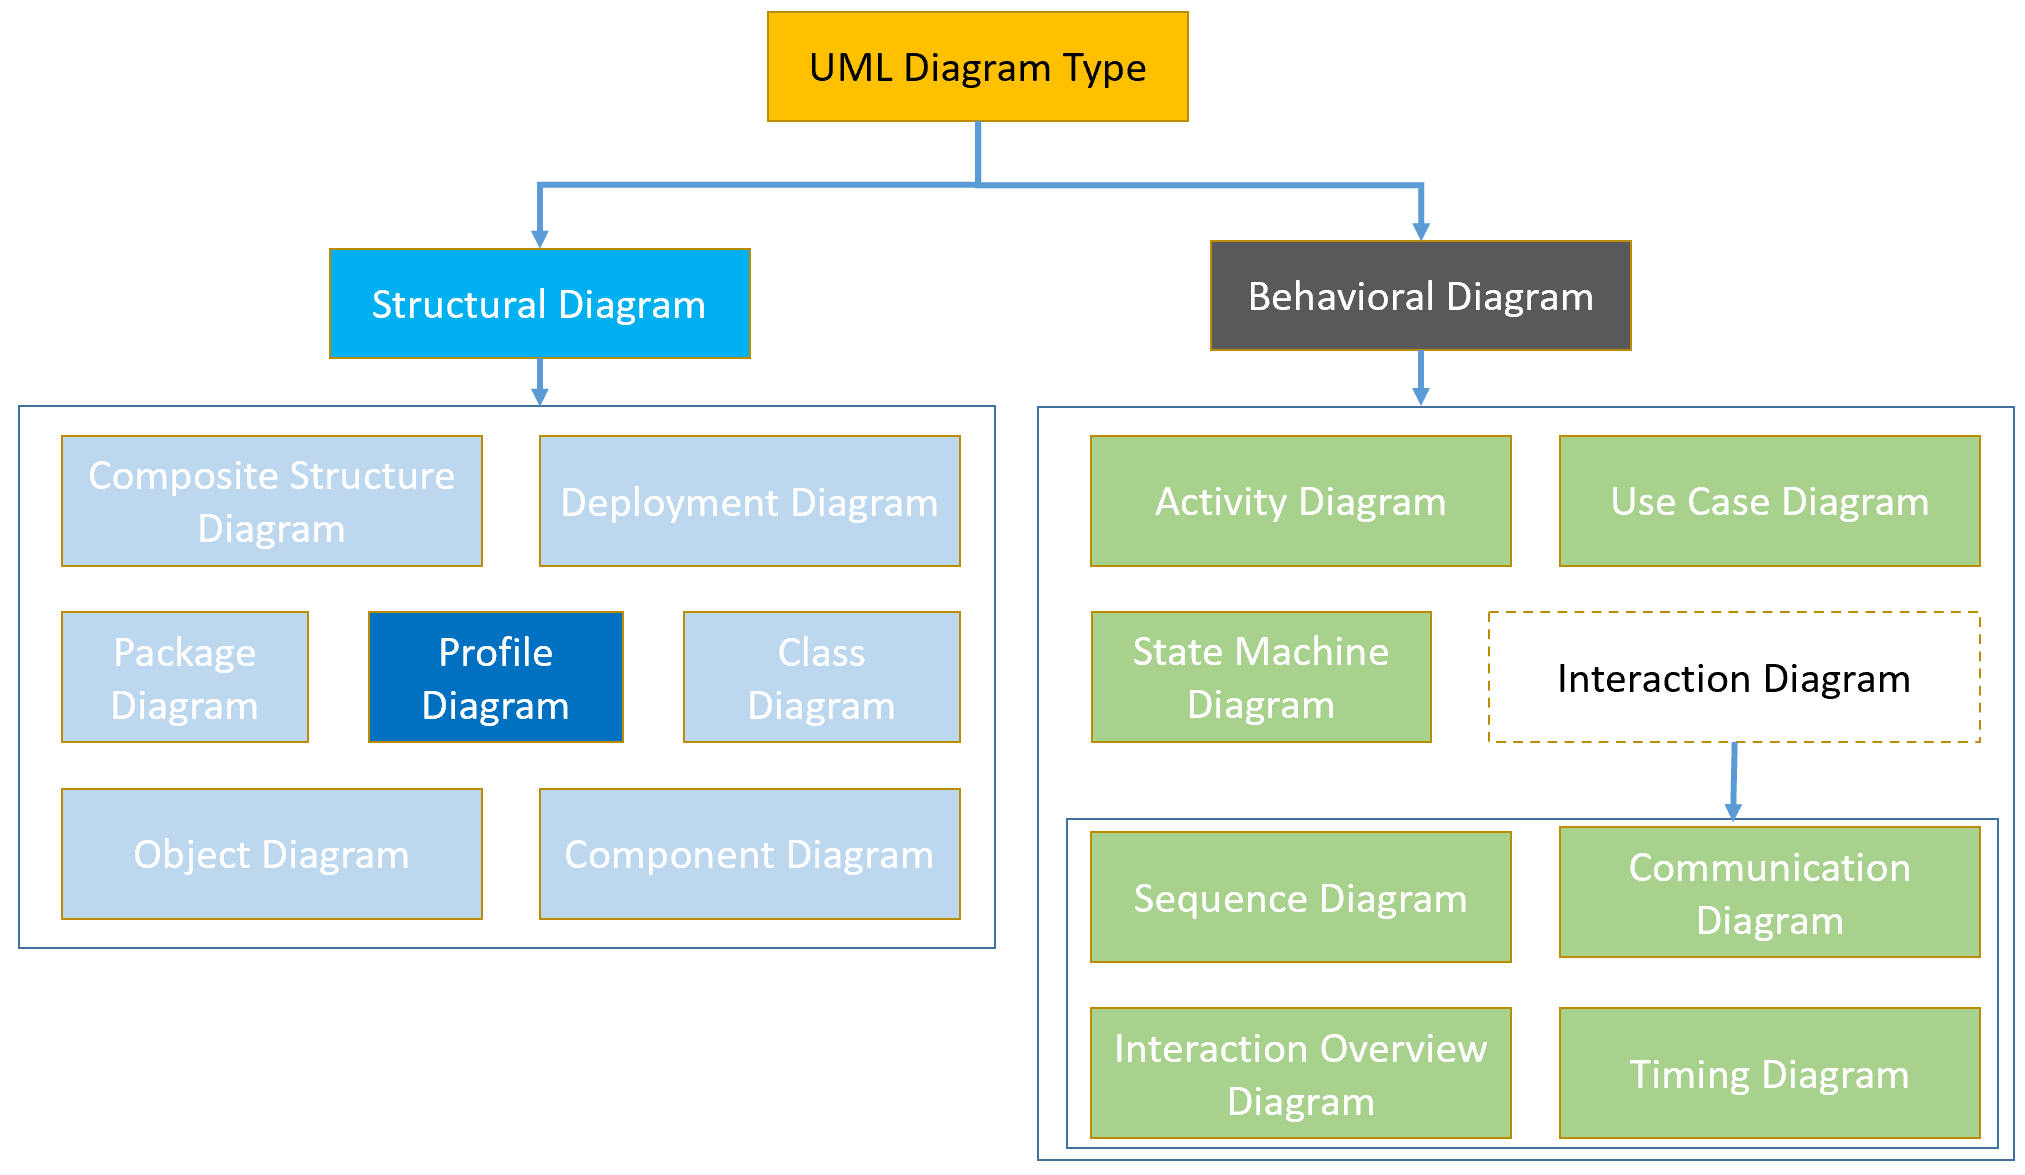 UML Diagram Type
Structural Diagram
Behavioral Diagram
Composite Structure
Diagram
Deployment Diagram
Package
Diagram
Profile
Diagram
Class
Diagram
Object Diagram
Component Diagram
Activity Diagram
Use Case Diagram
State Machine
Diagram
Interaction Diagram
Sequence Diagram
Communication
Diagram
Interaction Overview
Diagram
Timing Diagram